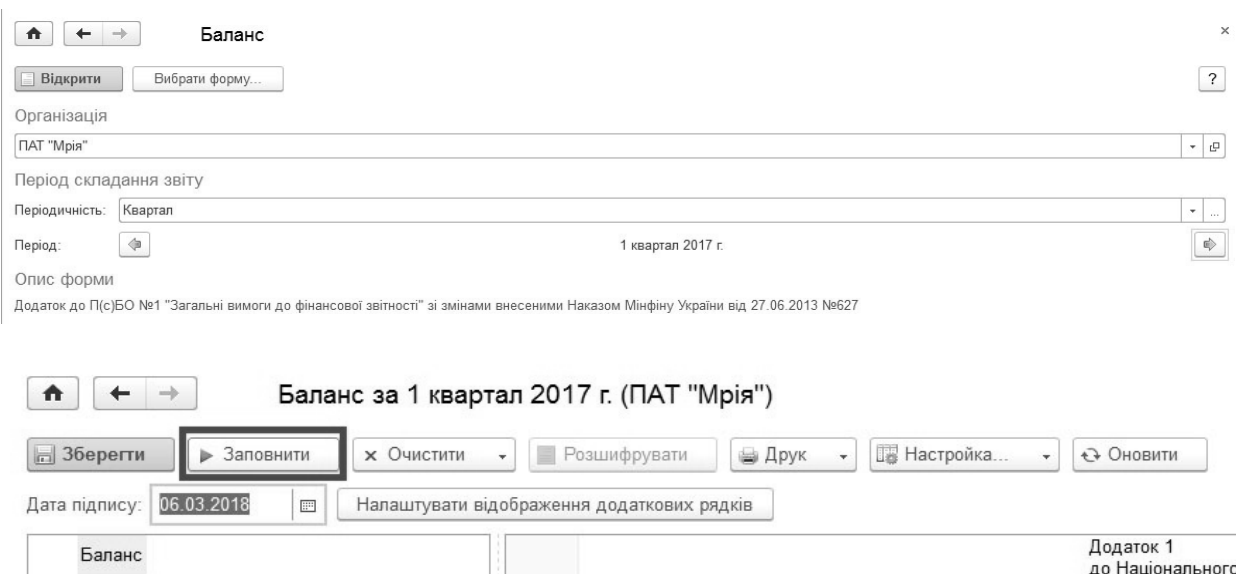 Баланс
×
Відкрити Вибрати форму... ?
Організація
ПАТ "Мрія"
Період складання звіту
Періодичність: Квартал ...
Період: 1 квартал 2017 г.
Опис форми
Додаток до П(с)БО №1 "Загальні вимоги до фінансової звітності" зі змінами внесеними Наказом Мінфіну України від 27.06.2013 №627
Баланс за 1 квартал 2017 г. (ПАТ "Мрія")
Зберегти Заповнити × Очистити Розшифрувати Друк Настройка... Оновити
Дата підпису: 06.03.2018 Налаштувати відображення додаткових рядків
Баланс Додаток 1
до Національного